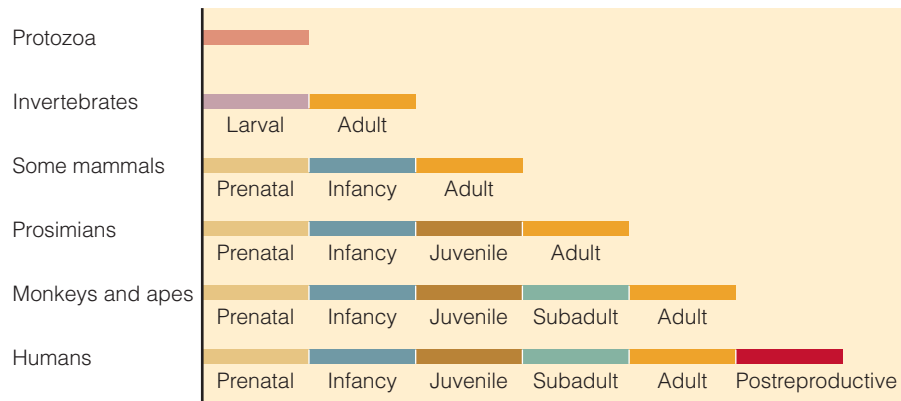 Protozoa
Invertebrates
Larval Adult
Some mammals
Prenatal Infancy Adult
Prosimians
Prenatal Infancy Juvenile Adult
Monkeys and apes
Prenatal Infancy Juvenile Subadult Adult
Humans
Prenatal Infancy Juvenile Subadult Adult Postreproductive